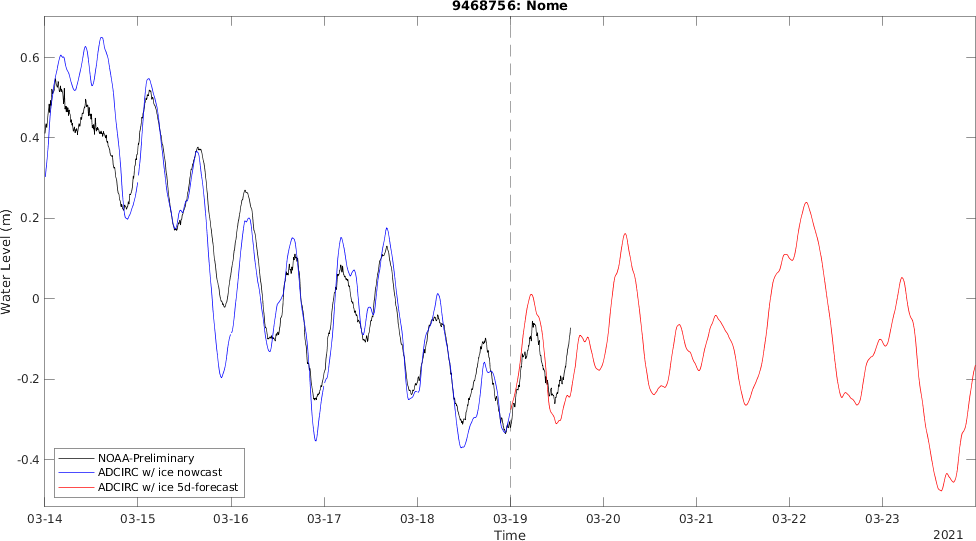 9468756: Nome
Water Level (m)
0.6
0.4
0.2
0
-0.2
-0.4
NOAA-Preliminary
ADCIRC w/ ice nowcast
ADCIRC w/ ice 5d-forecast
03-14 03-15 03-16 03-17 03-18 03-19 03-20 03-21 03-22 03-23
Time
2021